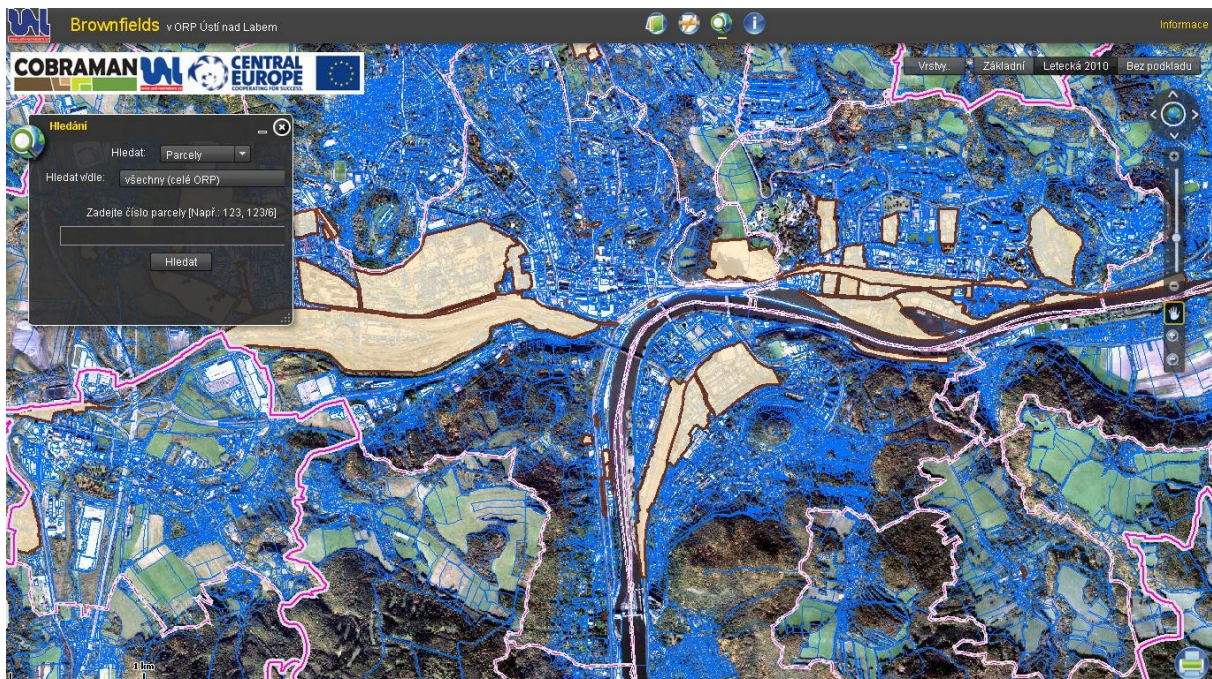 Brownfields v ORP Ústí nad Labem
Informace
COBRAMAN
CENTRAL
EUROPE
COOPERATING FOR SUCCESS.
Vrstvy.. Základní Letecká 2010 Bez podkladu
Hledání
Hledat: Parcely
Hledat v/dle: všechny (celé ORP)
Zadejte číslo parcely [Např.: 123, 123/6]
Hledat
1 km